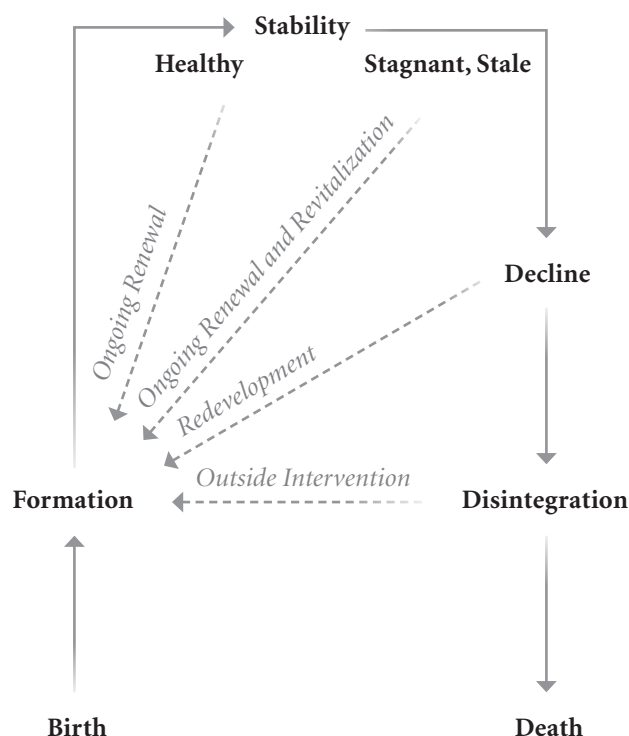 Stability
Healthy
Stagnant, Stale
Ongoing Renewal
Ongoing Renewal and Revitalization
Decline
Redevelopment
Outside Intervention
Formation
Disintegration
Birth
Death